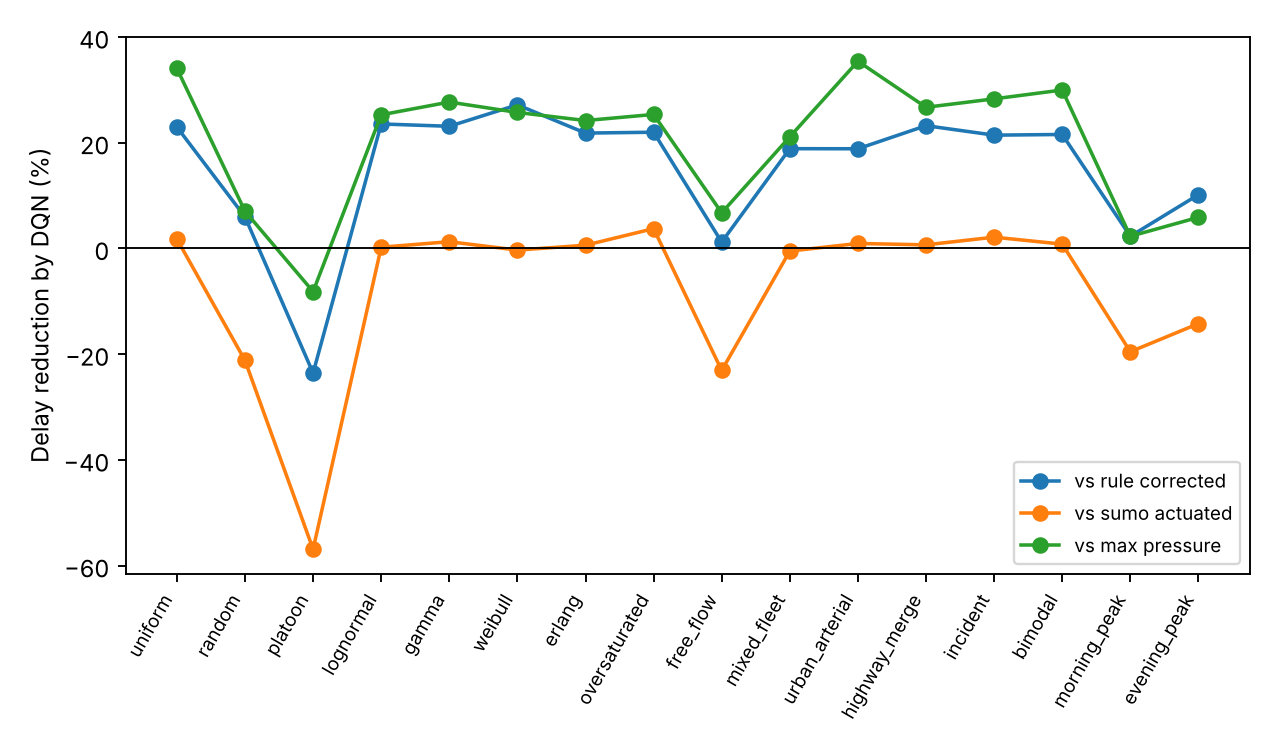 40
20
0
−20
−40
−60
Delay reduction by DQN (%)
vs rule corrected
vs sumo actuated
vs max pressure
uniform
random
platoon
lognormal
gamma
weibull
erlang
oversaturated
free_flow
mixed_fleet
urban_arterial
highway_merge
incident
bimodal
morning_peak
evening_peak